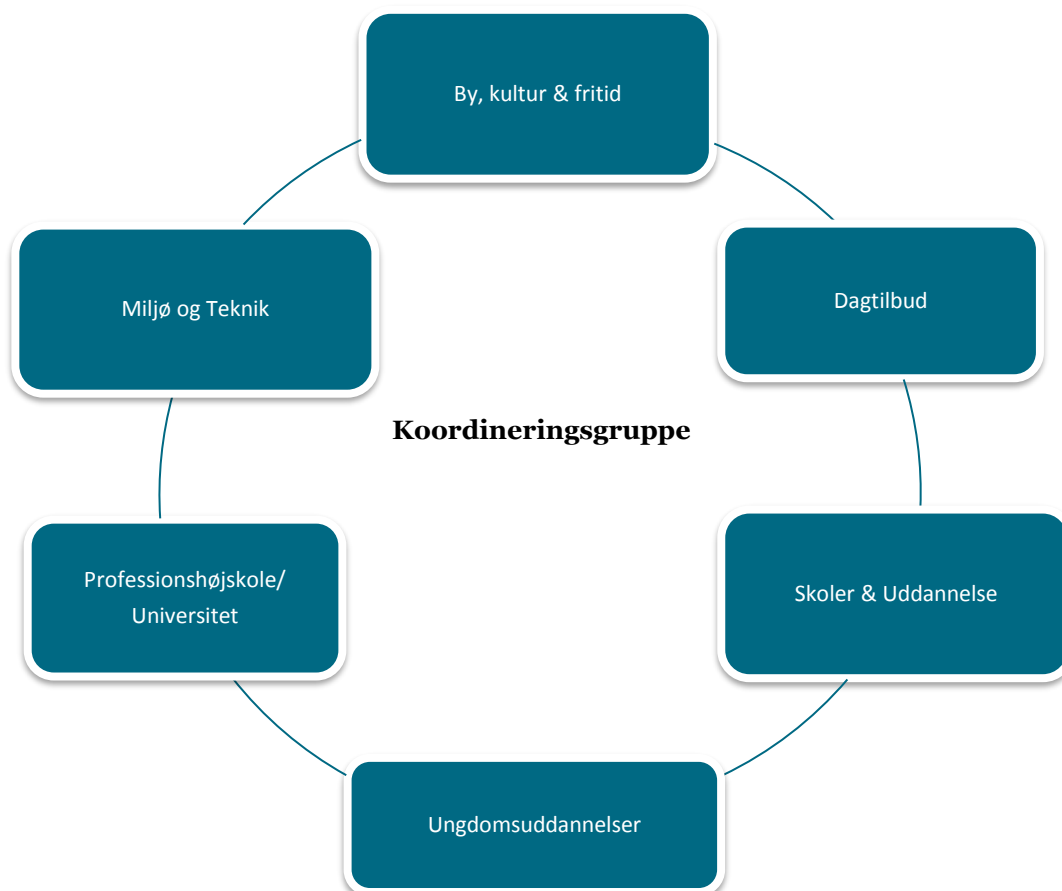 By, kultur & fritid
Miljø og Teknik
Dagtilbud
Koordineringsgruppe
Professionshøjskole/
Universitet
Skoler & Uddannelse
Ungdomsuddannelser